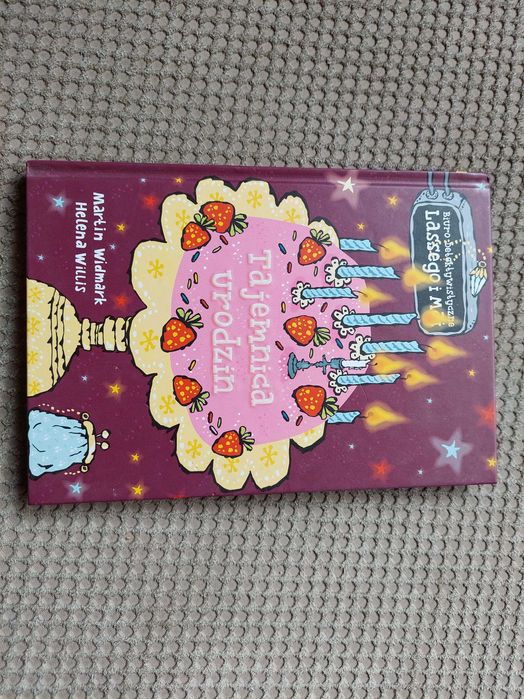 Biuro Detektywistyczne
Lassego i Mai
Tajemnica
urodzin
Martin Widmark
Helena Willis